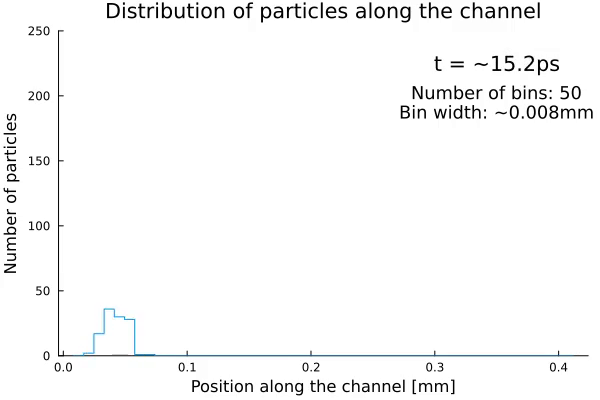 Distribution of particles along the channel
250
200
150
100
50
0
Number of particles
t = ~15.2ps
Number of bins: 50
Bin width: ~0.008mm
0.0 0.1 0.2 0.3 0.4
Position along the channel [mm]